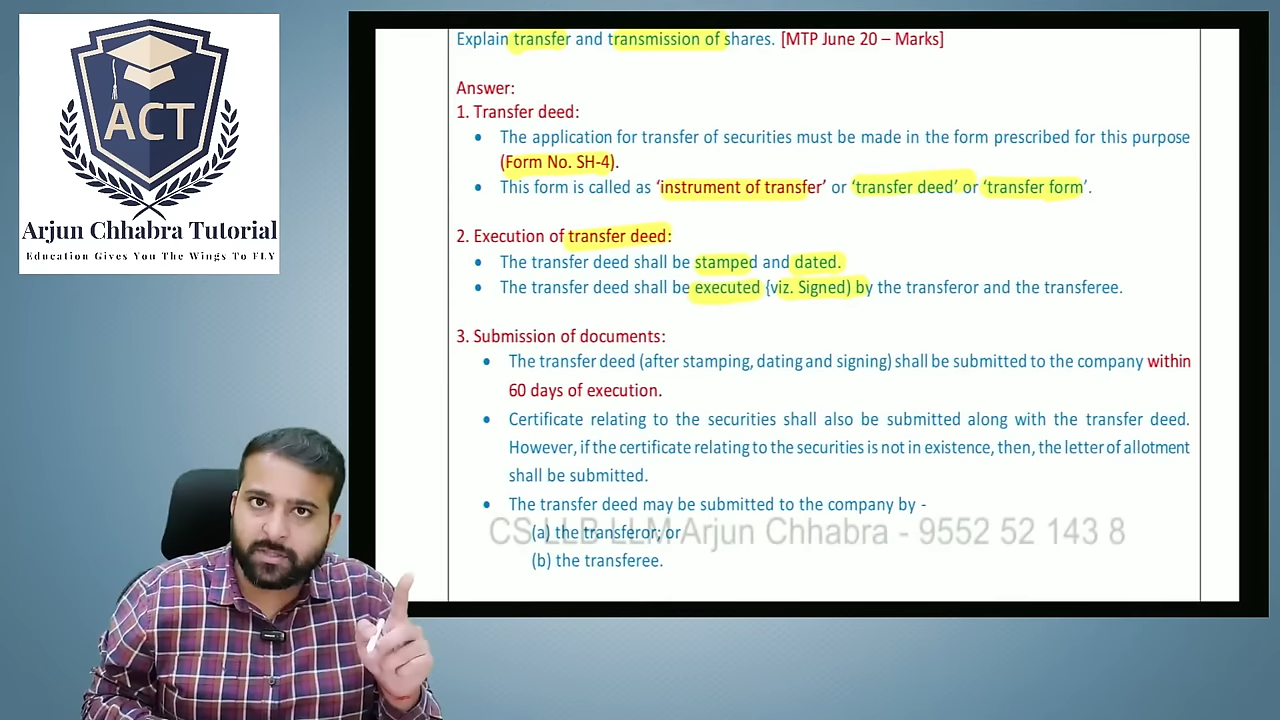 ACT
Arjun Chhabra Tutorial
Education Gives You The Wings To FLY
Explain transfer and transmission of shares. [MTP June 20 – Marks]
Answer:
1. Transfer deed:
• The application for transfer of securities must be made in the form prescribed for this purpose
(Form No. SH-4).
• This form is called as ‘instrument of transfer’ or ‘transfer deed’ or ‘transfer form’.
2. Execution of transfer deed:
• The transfer deed shall be stamped and dated.
• The transfer deed shall be executed {viz. Signed) by the transferor and the transferee.
3. Submission of documents:
• The transfer deed (after stamping, dating and signing) shall be submitted to the company within
60 days of execution.
• Certificate relating to the securities shall also be submitted along with the transfer deed.
However, if the certificate relating to the securities is not in existence, then, the letter of allotment
shall be submitted.
• The transfer deed may be submitted to the company by -
CS LLB LLM Arjun Chhabra - 9552 52 143 8
(a) the transferor; or
(b) the transferee.